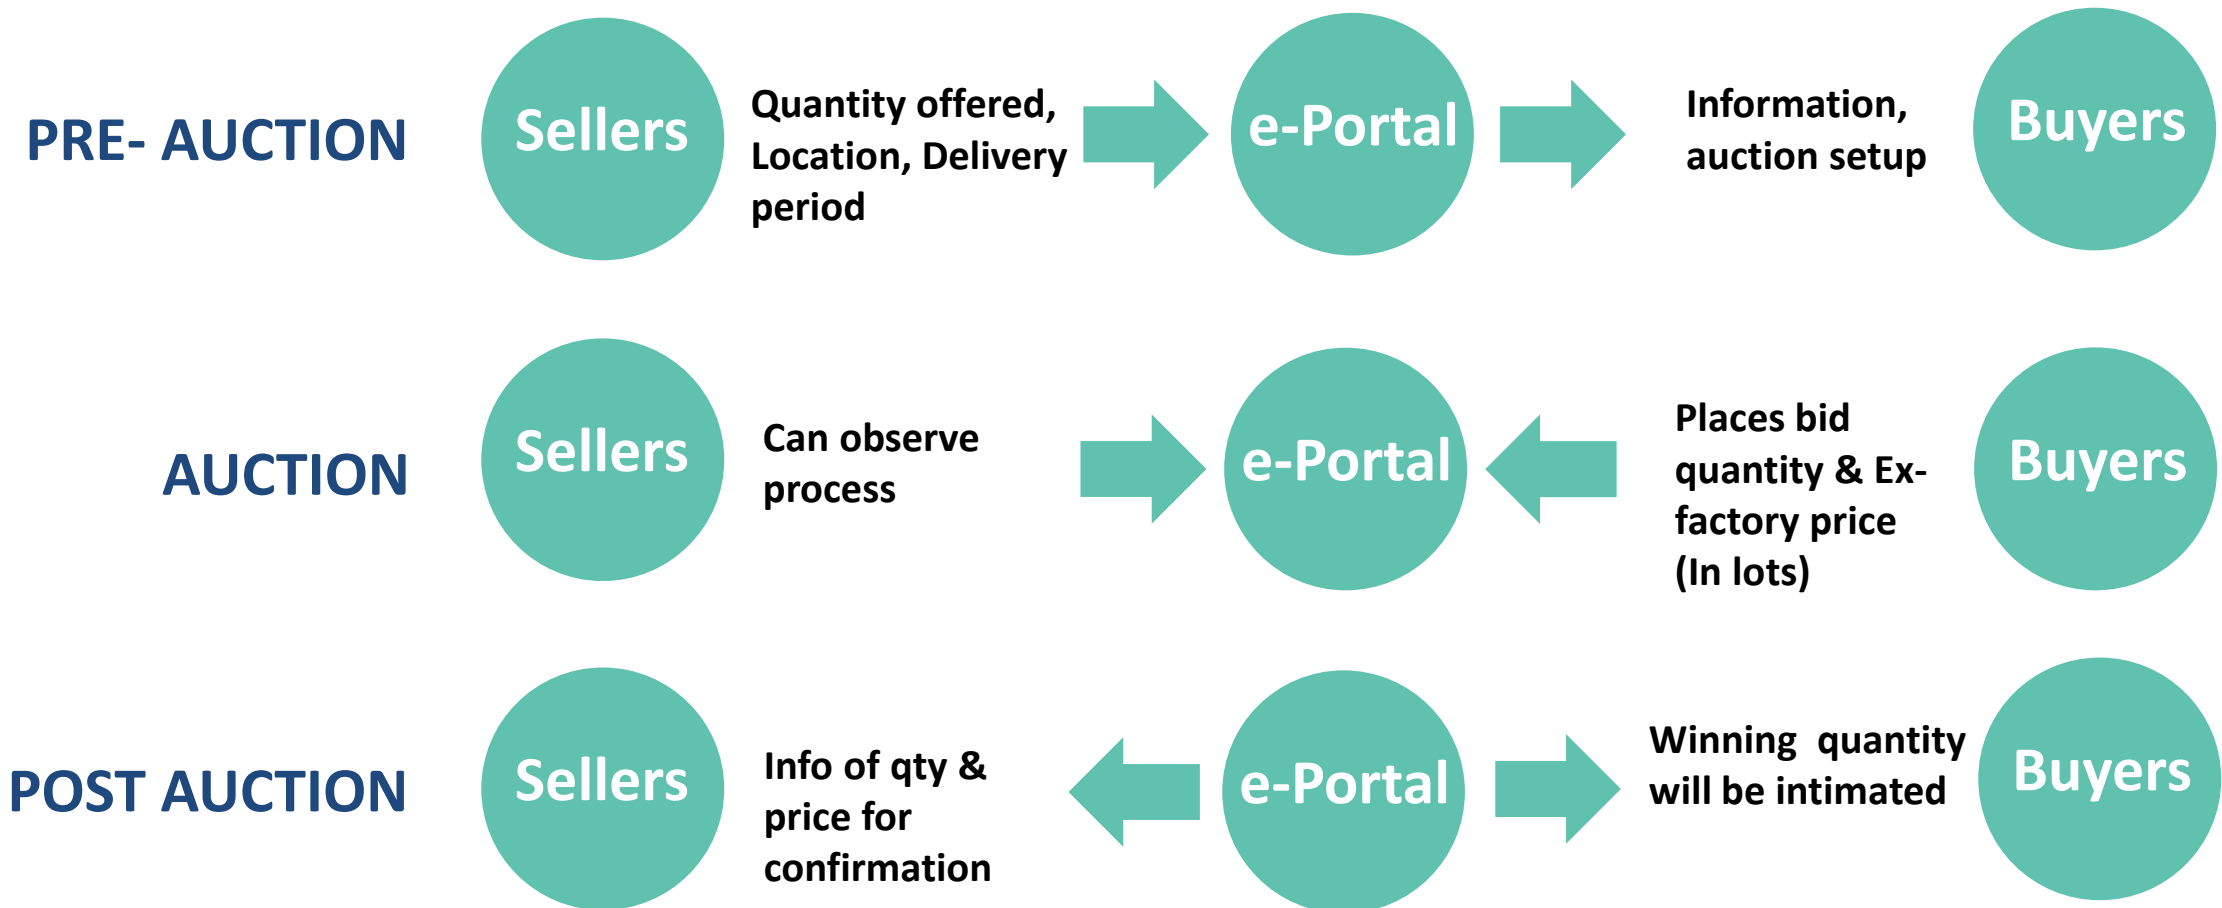 PRE- AUCTION
Sellers
Quantity offered,
Location, Delivery
period
e-Portal
Information,
auction setup
Buyers
AUCTION
Sellers
Can observe
process
e-Portal
Places bid
quantity & Ex-
factory price
(In lots)
Buyers
POST AUCTION
Sellers
Info of qty &
price for
confirmation
e-Portal
Winning  quantity
will be intimated
Buyers